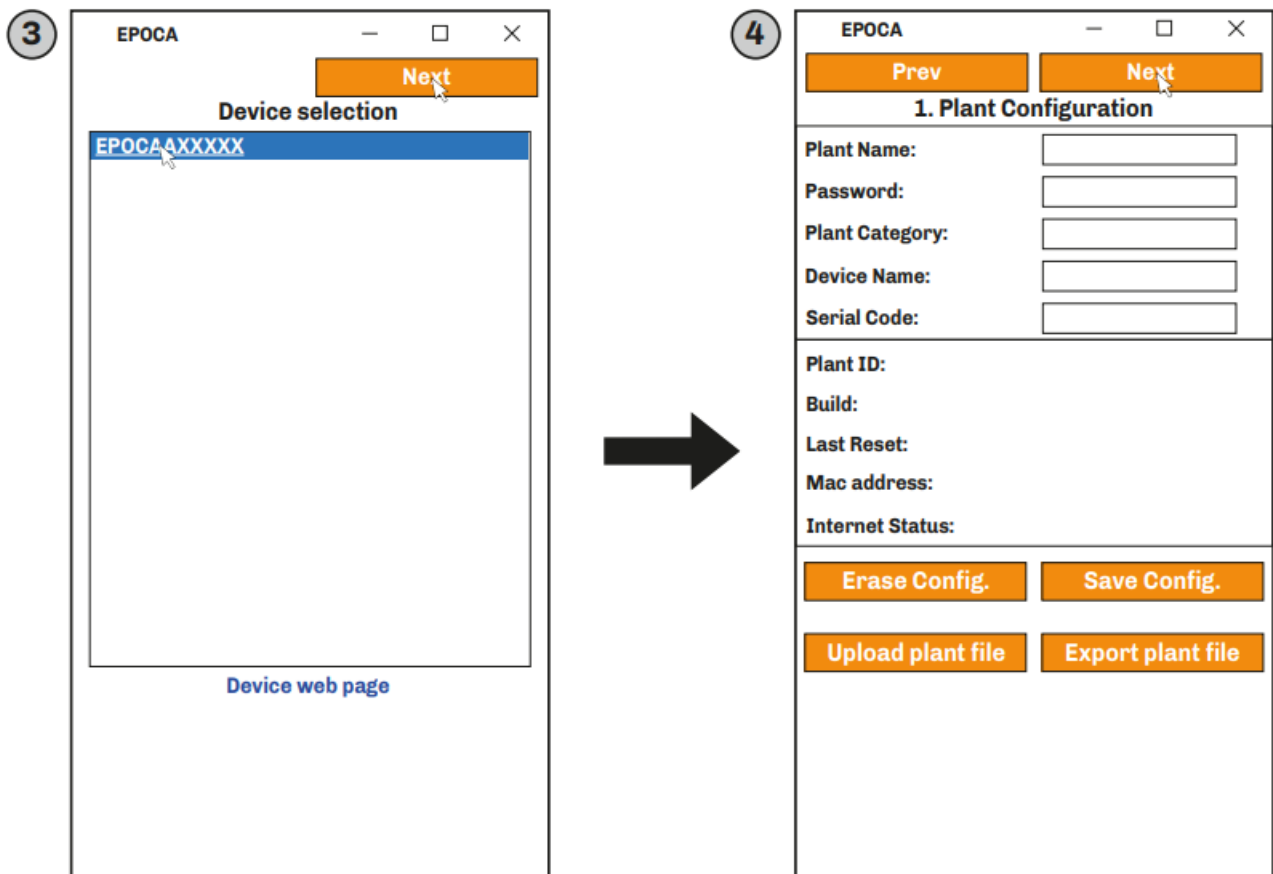 3
EPOCA
Next
Device selection
EPOCAAXXXXX
Device web page
4
EPOCA
Prev
Next
1. Plant Configuration
Plant Name:
Password:
Plant Category:
Device Name:
Serial Code:
Plant ID:
Build:
Last Reset:
Mac address:
Internet Status:
Erase Config.
Save Config.
Upload plant file
Export plant file